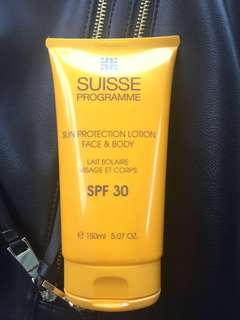 SUISSE
PROGRAMME
SUN PROTECTION LOTION
FACE & BODY
LAIT SOLAIRE
VISAGE ET CORPS
SPF 30
e 150ml 5.07 OZ.